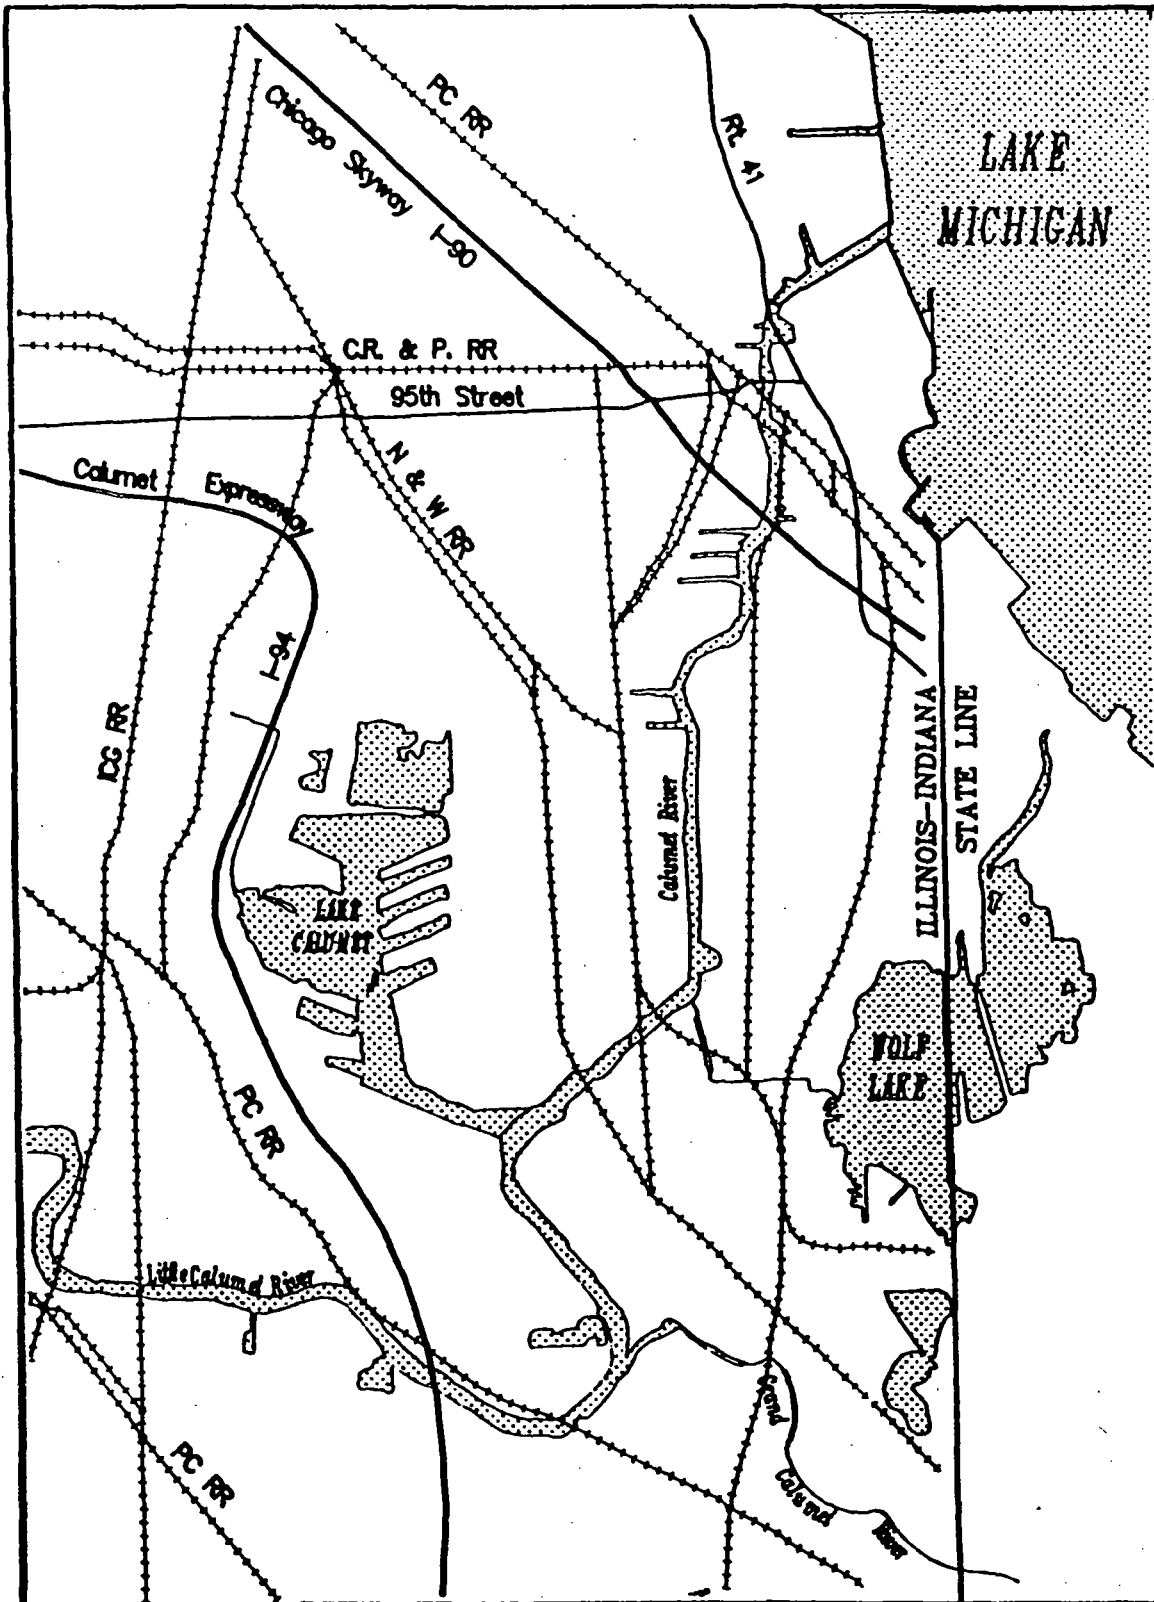 PC RR
Chicago Skyway I-90
Rt. 41
LAKE
MICHIGAN
C.R. & P. RR
95th Street
Calumet Expressway
N & W RR
I-94
ICG RR
ILLINOIS-INDIANA
STATE LINE
Calumet River
LAKE
CALUMET
WOLF
LAKE
PC RR
Little Calumet River
Grand
Calumet
River
PC RR